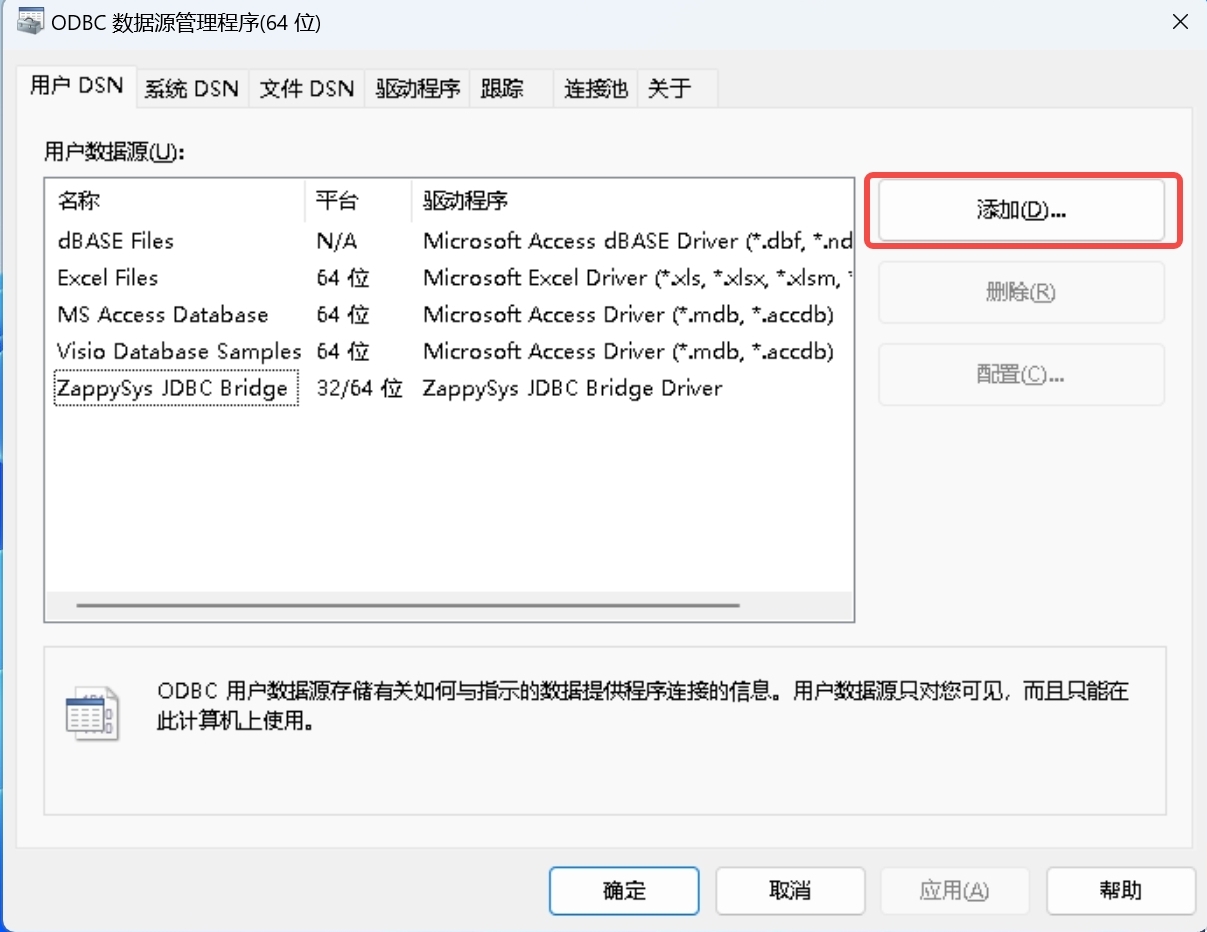 ODBC 数据源管理程序(64 位)
用户 DSN 系统 DSN 文件 DSN 驱动程序 跟踪 连接池 关于
用户数据源(U):
名称 平台 驱动程序
dBASE Files N/A Microsoft Access dBASE Driver (*.dbf, *.nd
Excel Files 64 位 Microsoft Excel Driver (*.xls, *.xlsx, *.xlsm, *
MS Access Database 64 位 Microsoft Access Driver (*.mdb, *.accdb)
Visio Database Samples 64 位 Microsoft Access Driver (*.mdb, *.accdb)
ZappySys JDBC Bridge 32/64 位 ZappySys JDBC Bridge Driver
添加(D)...
删除(R)
配置(C)...
ODBC 用户数据源存储有关如何与指示的数据提供程序连接的信息。用户数据源只对您可见，而且只能在
此计算机上使用。
确定 取消 应用(A) 帮助